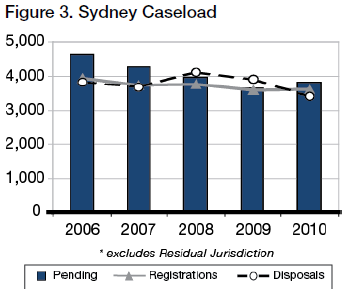 Figure 3. Sydney Caseload
5,000
4,000
3,000
2,000
1,000
0
2006 2007 2008 2009 2010
* excludes Residual Jurisdiction
Pending Registrations Disposals